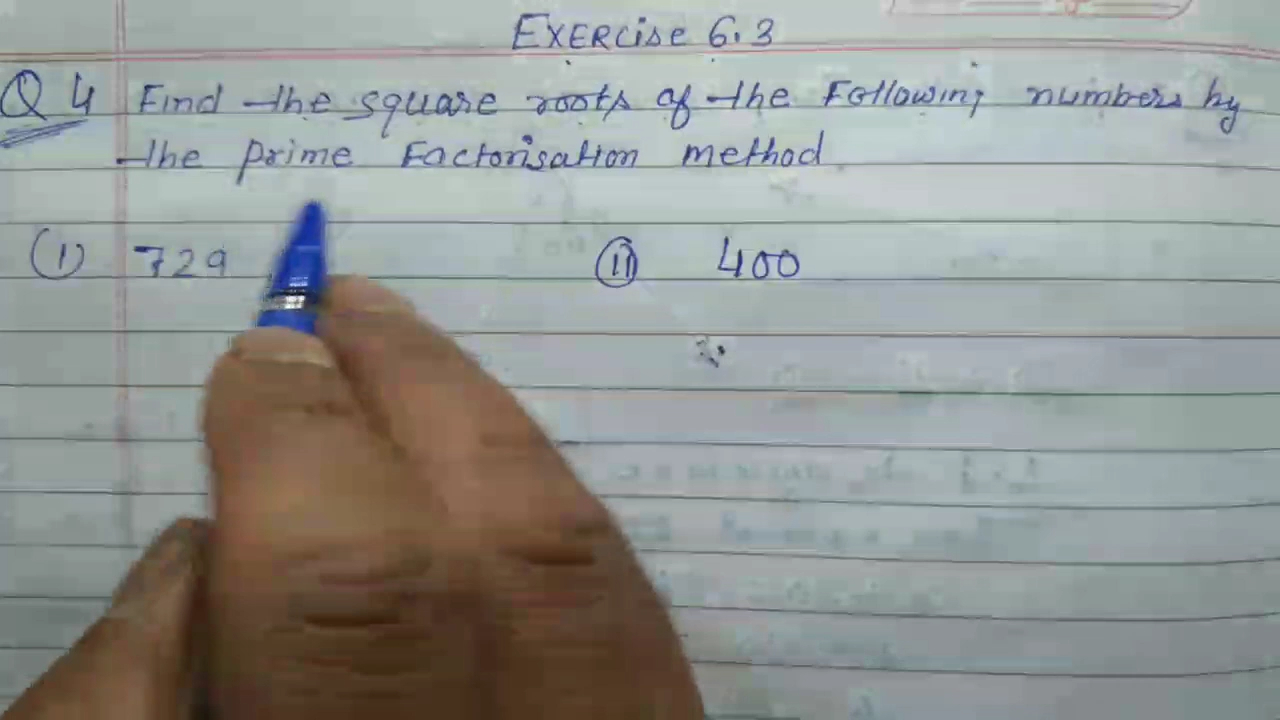 Exercise 6.3
Q 4 Find the square roots of the Following numbers by
the prime Factorisation method
(i) 729 (ii) 400